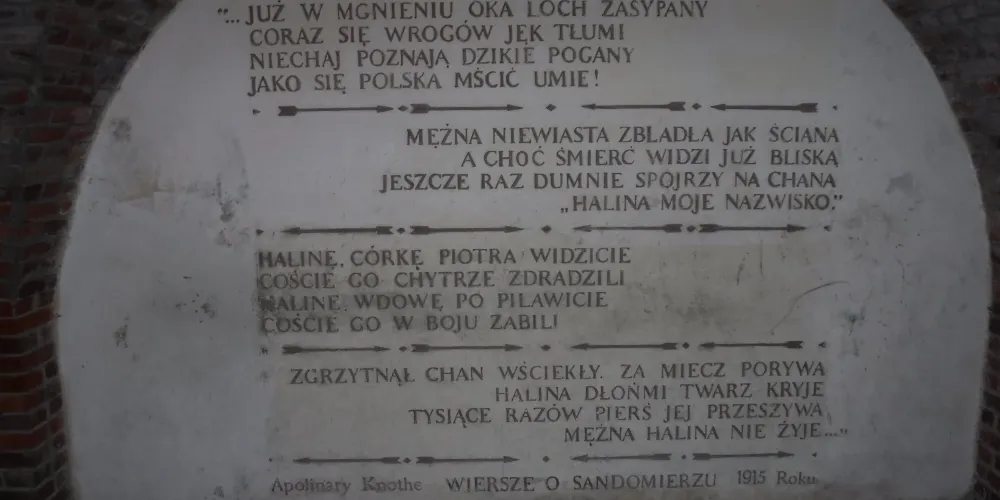 "...JUŻ W MGNIENIU OKA LOCH ZASYPANY
CORAZ SIĘ WROGÓW JĘK TŁUMI
NIECHAJ POZNAJĄ DZIKIE POGANY
JAKO SIĘ POLSKA MŚCIĆ UMIE!
MĘŻNA NIEWIASTA ZBLADŁA JAK ŚCIANA
A CHOĆ ŚMIERĆ WIDZI JUŻ BLISKĄ
JESZCZE RAZ DUMNIE SPOJRZY NA CHANA
„HALINA MOJE NAZWISKO."
HALINĘ, CÓRKĘ PIOTRA WIDZICIE
COŚCIE GO CHYTRZE ZDRADZILI
HALINĘ, WDOWĘ PO PILAWICIE
COŚCIE GO W BOJU ZABILI
ZGRZYTNĄŁ CHAN WŚCIEKŁY, ZA MIECZ PORYWA
HALINA DŁOŃMI TWARZ KRYJE
TYSIĄCE RAZÓW PIERŚ JEJ PRZESZYWA
MĘŻNA HALINA NIE ŻYJE..."
Apolinary Knothe WIERSZE O SANDOMIERZU 1915 Roku